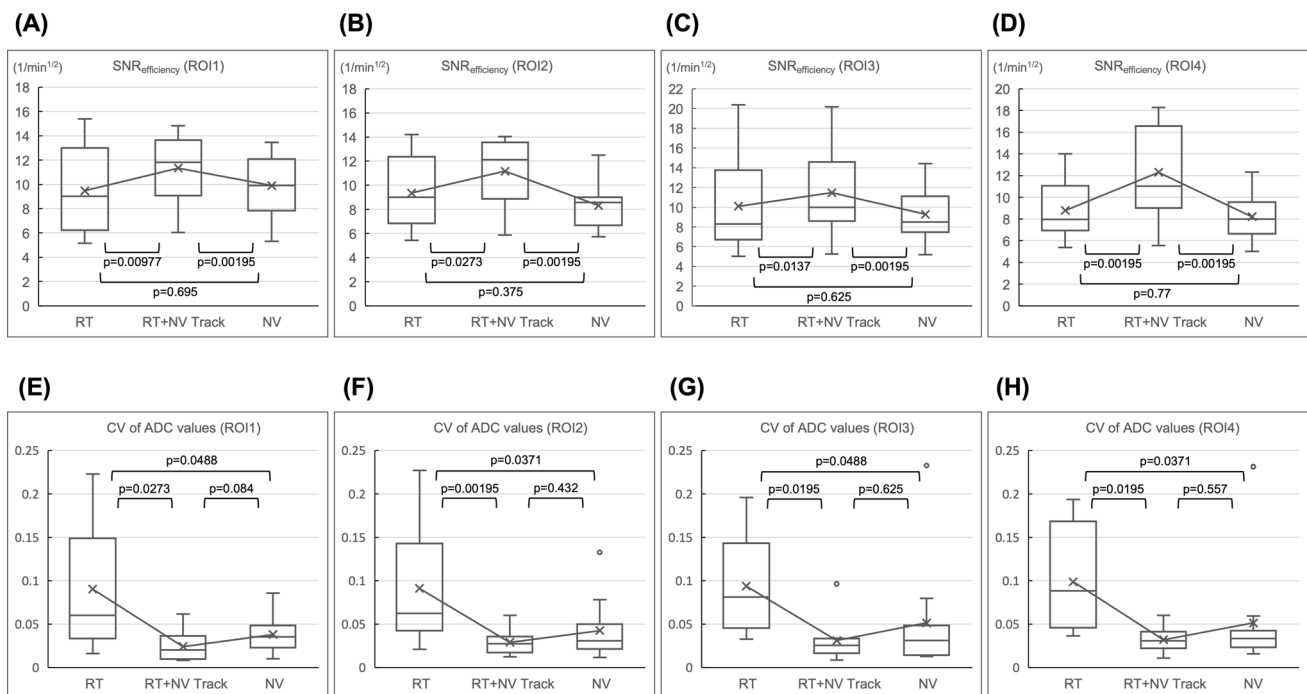 (A)
SNRefficiency (ROI1)
(1/min1/2)
18
16
14
12
10
8
6
4
2
0
p=0.00977
p=0.00195
p=0.695
RT
RT+NV Track
NV
(B)
SNRefficiency (ROI2)
(1/min1/2)
18
16
14
12
10
8
6
4
2
0
p=0.0273
p=0.00195
p=0.375
RT
RT+NV Track
NV
(C)
SNRefficiency (ROI3)
(1/min1/2)
22
20
18
16
14
12
10
8
6
4
2
0
p=0.0137
p=0.00195
p=0.625
RT
RT+NV Track
NV
(D)
SNRefficiency (ROI4)
(1/min1/2)
20
18
16
14
12
10
8
6
4
2
0
p=0.00195
p=0.00195
p=0.77
RT
RT+NV Track
NV
(E)
CV of ADC values (ROI1)
0.25
0.2
0.15
0.1
0.05
0
p=0.0488
p=0.0273
p=0.084
RT
RT+NV Track
NV
(F)
CV of ADC values (ROI2)
0.25
0.2
0.15
0.1
0.05
0
p=0.0371
p=0.00195
p=0.432
RT
RT+NV Track
NV
(G)
CV of ADC values (ROI3)
0.25
0.2
0.15
0.1
0.05
0
p=0.0488
p=0.0195
p=0.625
RT
RT+NV Track
NV
(H)
CV of ADC values (ROI4)
0.25
0.2
0.15
0.1
0.05
0
p=0.0371
p=0.0195
p=0.557
RT
RT+NV Track
NV